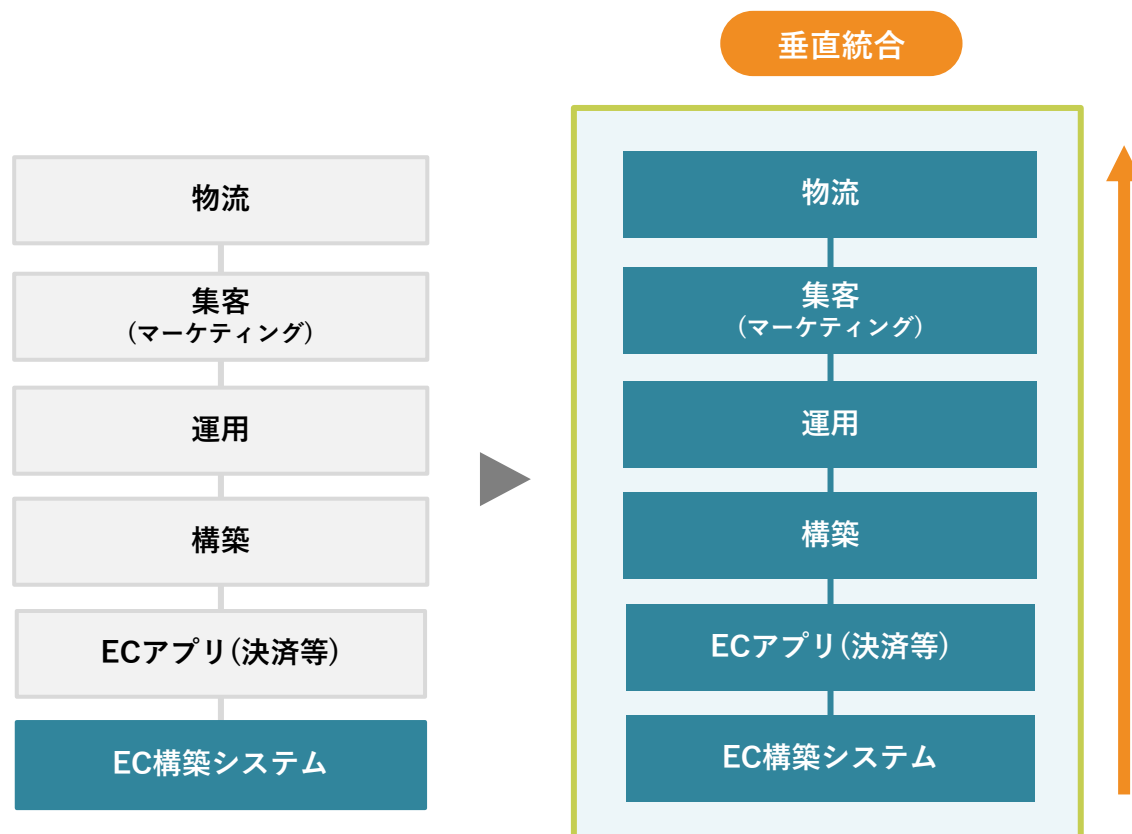 垂直統合
物流
集客
(マーケティング)
運用
構築
ECアプリ(決済等)
EC構築システム
物流
集客
(マーケティング)
運用
構築
ECアプリ(決済等)
EC構築システム